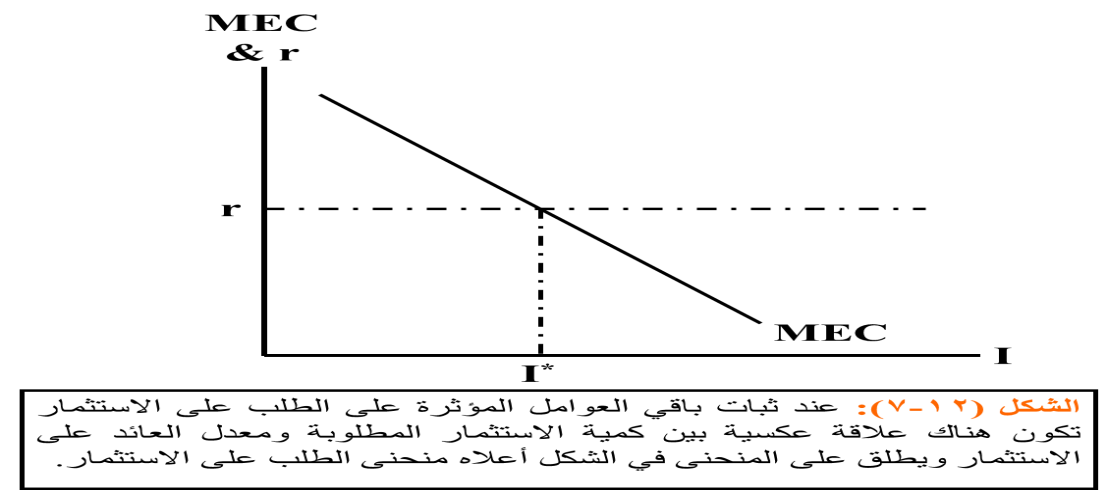 MEC
& r
r
MEC
I
I*
الشكل (١٢-٧): عند ثبات باقي العوامل المؤثرة على الطلب على الاستثمار
تكون هناك علاقة عكسية بين كمية الاستثمار المطلوبة ومعدل العائد على
الاستثمار ويطلق على المنحنى في الشكل أعلاه منحنى الطلب على الاستثمار.